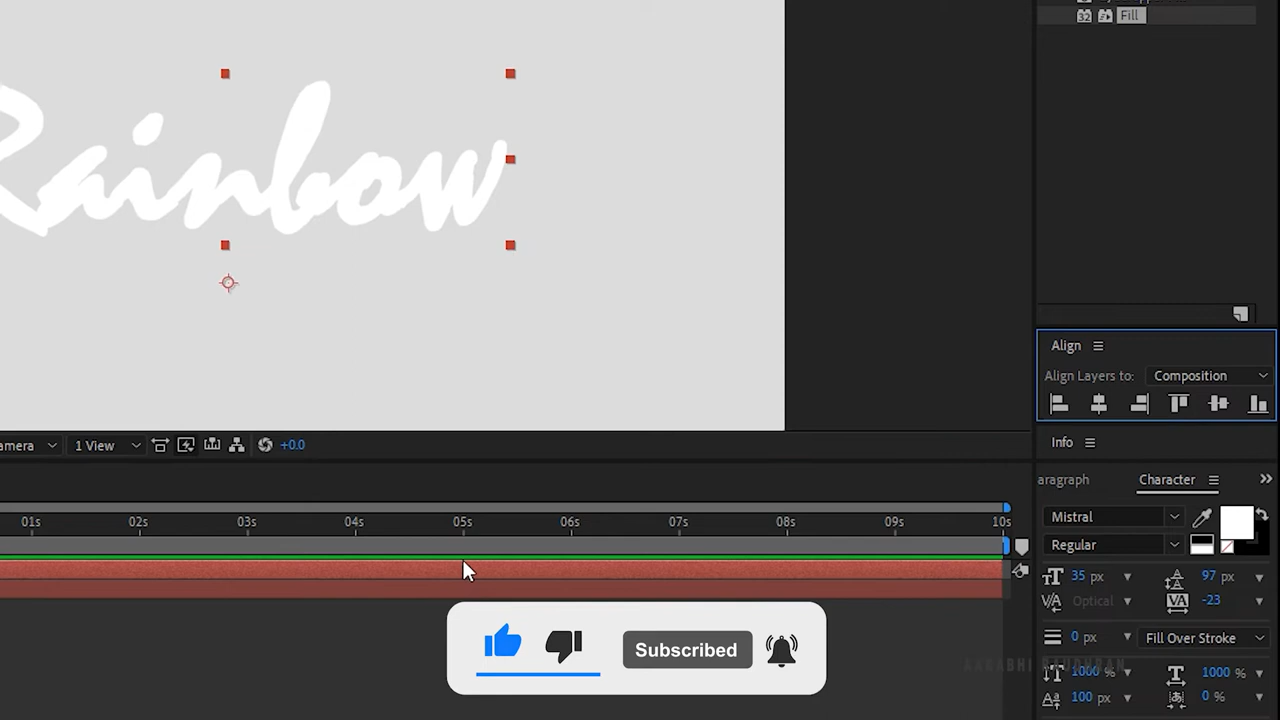 32 Fill
Rainbow
Align
Align Layers to: Composition
amera 1 View +0.0
Info
aragraph Character
01s 02s 03s 04s 05s 06s 07s 08s 09s 10s
Mistral
Regular
35 px 97 px
Optical -23
0 px Fill Over Stroke
1000 % 1000 %
100 px 0 %
Subscribed